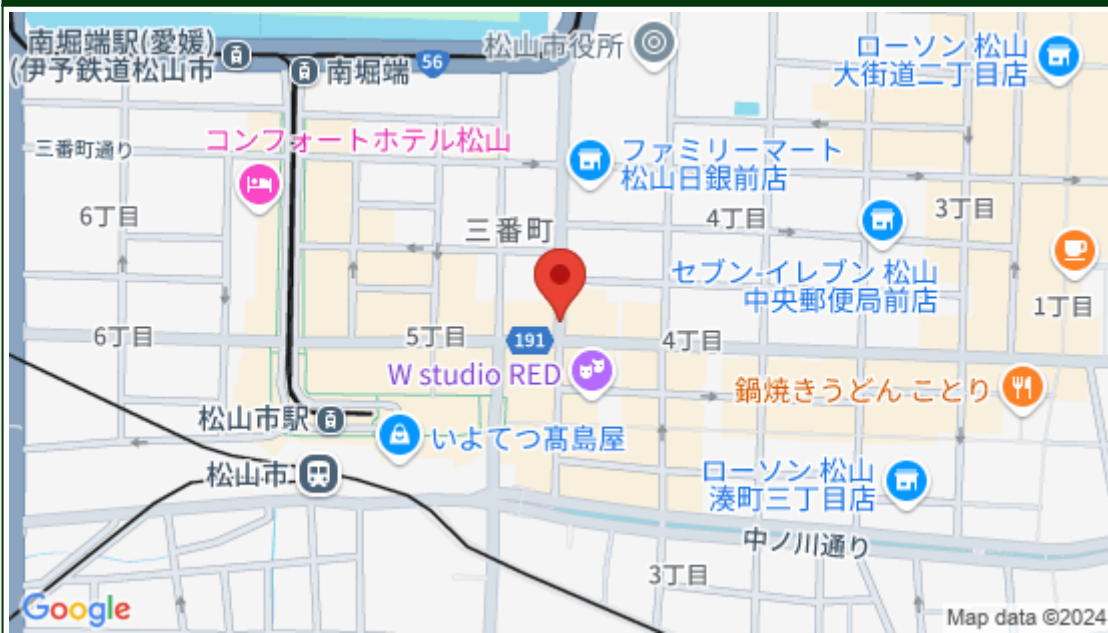 南堀端駅(愛媛)
(伊予鉄道松山市
南堀端
56
松山市役所
ローソン 松山
大街道二丁目店
三番町通り
コンフォートホテル松山
ファミリーマート
松山日銀前店
6丁目
三番町
4丁目
3丁目
セブン-イレブン 松山
中央郵便局前店
1丁目
6丁目
5丁目
191
4丁目
W studio RED
鍋焼きうどん ことり
松山市駅
いよてつ髙島屋
松山市
ローソン 松山
湊町三丁目店
中ノ川通り
3丁目
Google
Map data ©2024